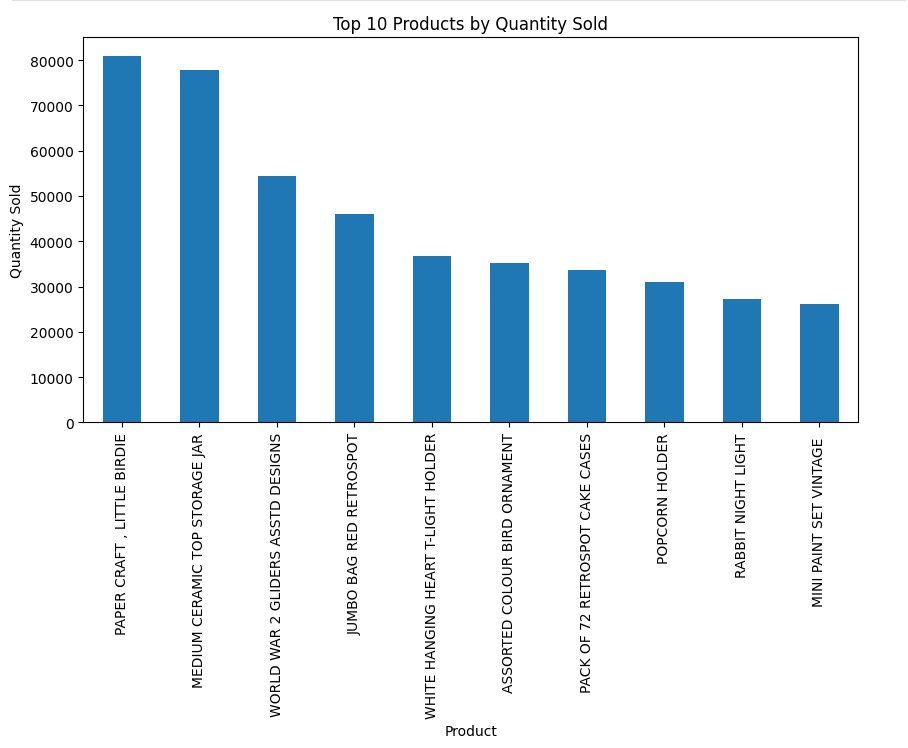 Top 10 Products by Quantity Sold
Quantity Sold
80000
70000
60000
50000
40000
30000
20000
10000
0
PAPER CRAFT , LITTLE BIRDIE
MEDIUM CERAMIC TOP STORAGE JAR
WORLD WAR 2 GLIDERS ASSTD DESIGNS
JUMBO BAG RED RETROSPOT
WHITE HANGING HEART T-LIGHT HOLDER
ASSORTED COLOUR BIRD ORNAMENT
PACK OF 72 RETROSPOT CAKE CASES
POPCORN HOLDER
RABBIT NIGHT LIGHT
MINI PAINT SET VINTAGE
Product